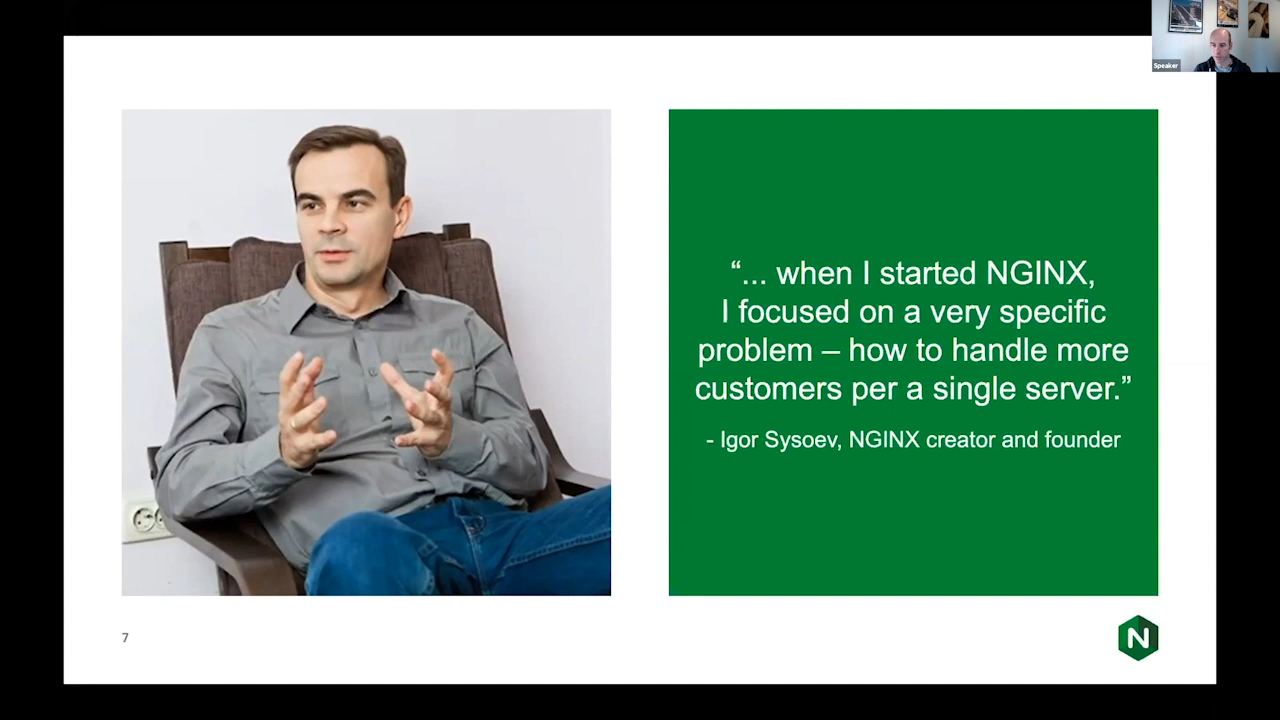 Speaker
“... when I started NGINX,
I focused on a very specific
problem – how to handle more
customers per a single server.”
- Igor Sysoev, NGINX creator and founder
7
N